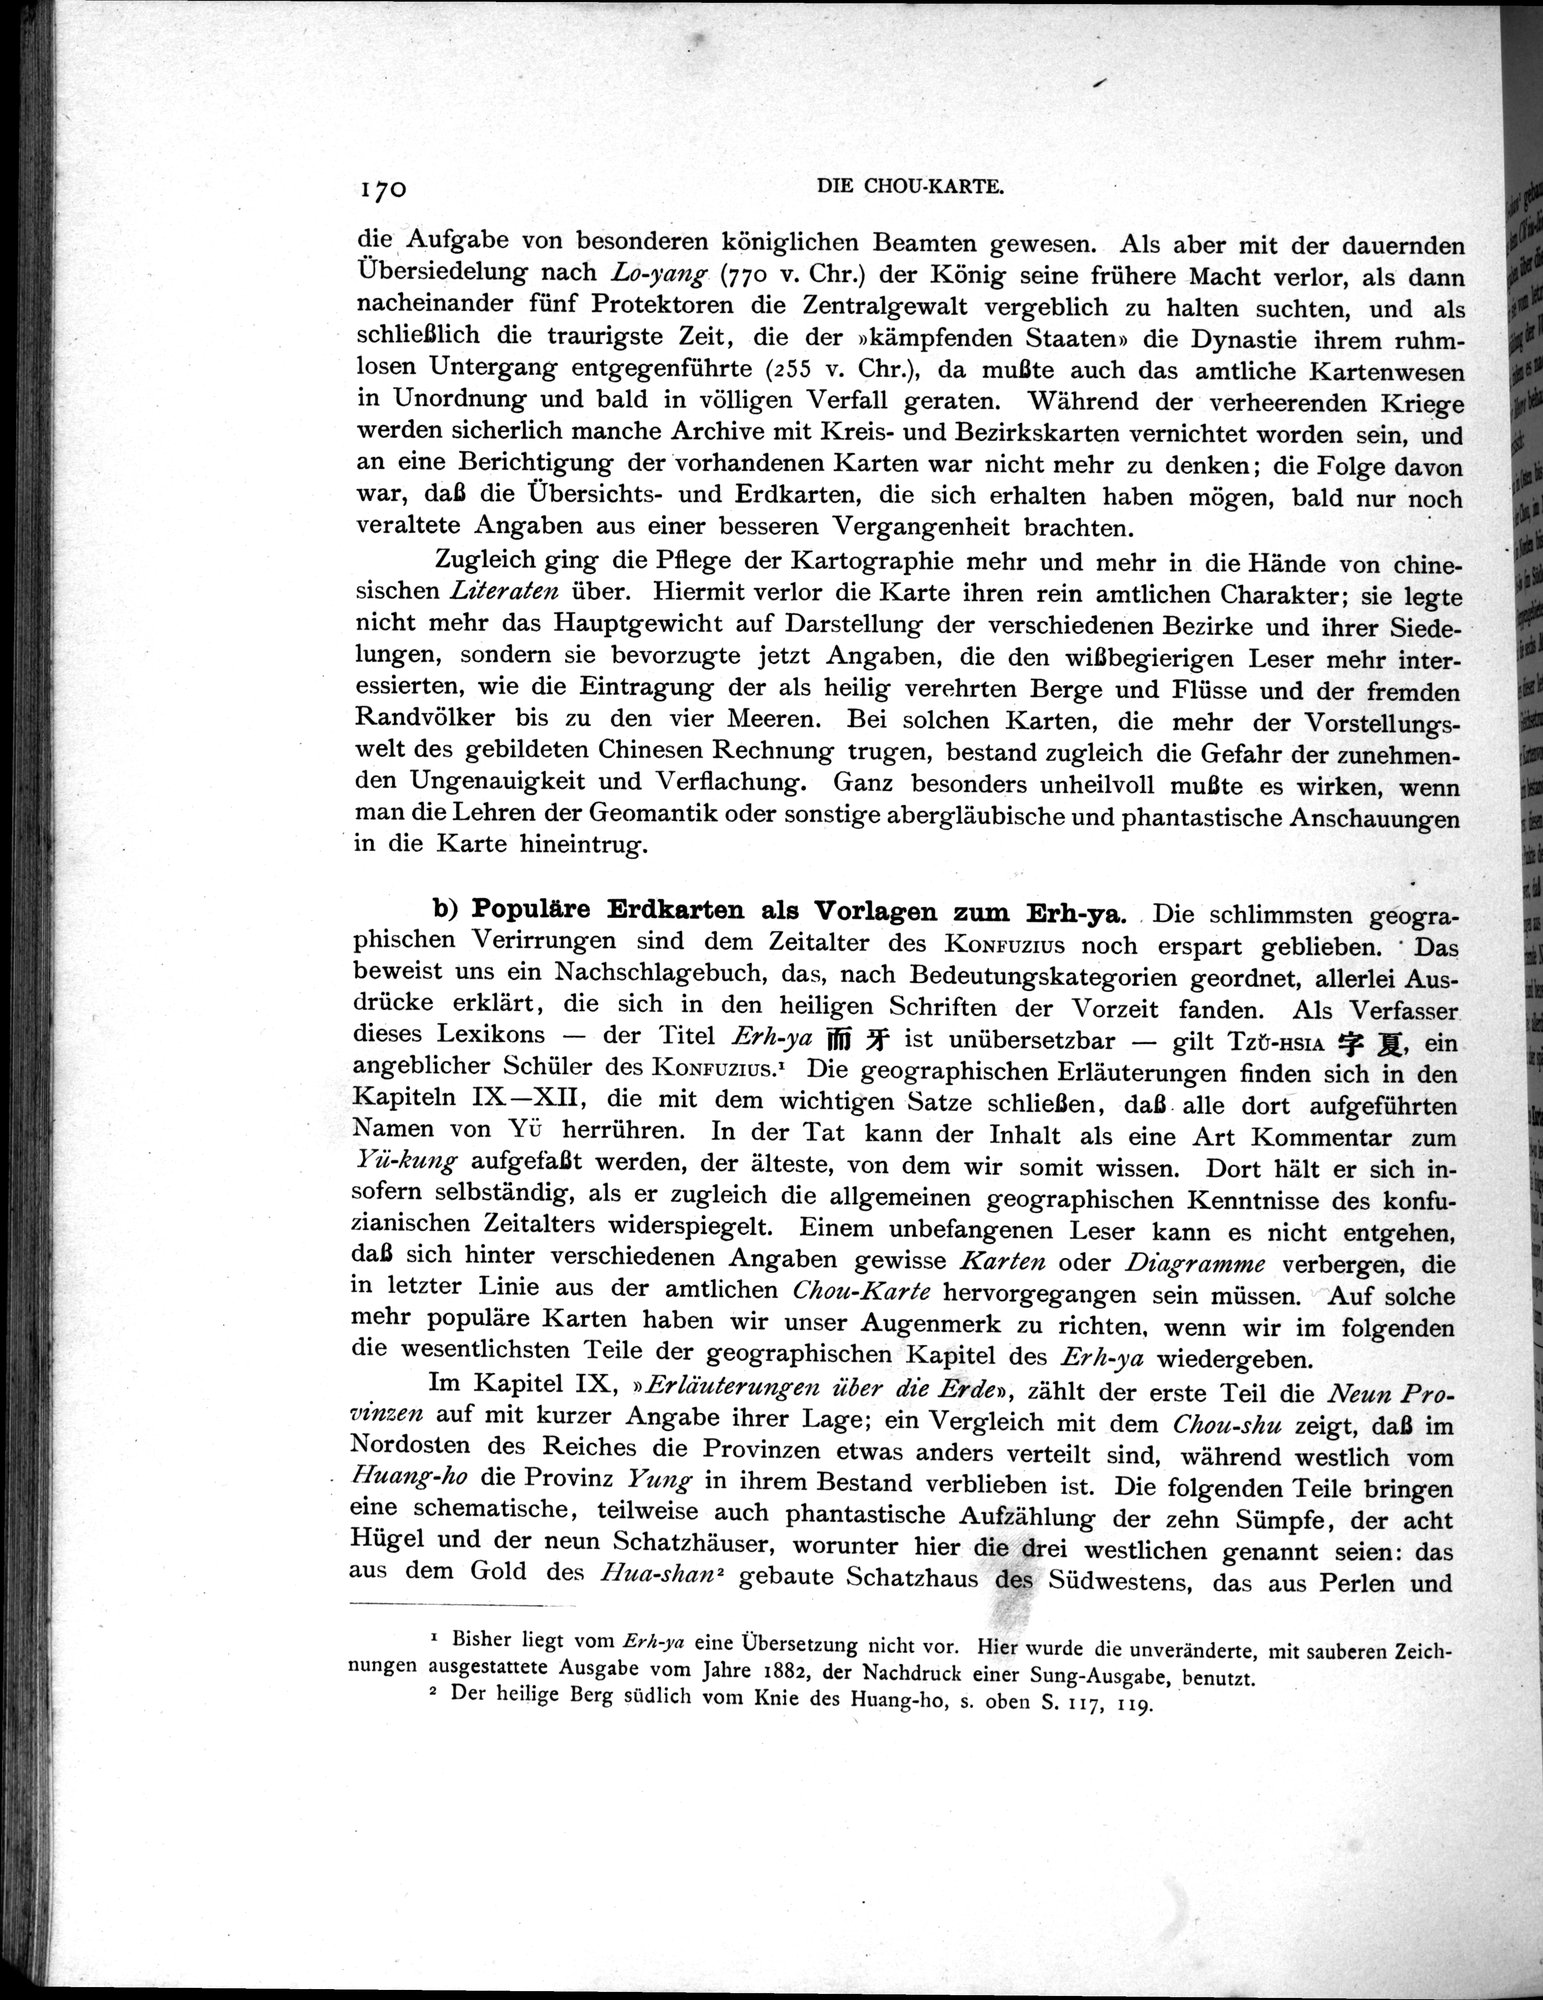 170 DIE CHOU-KARTE.
die Aufgabe von besonderen königlichen Beamten gewesen. Als aber mit der dauernden
Übersiedelung nach Lo-yang (770 v. Chr.) der König seine frühere Macht verlor, als dann
nacheinander fünf Protektoren die Zentralgewalt vergeblich zu halten suchten, und als
schließlich die traurigste Zeit, die der »kämpfenden Staaten» die Dynastie ihrem ruhm-
losen Untergang entgegenführte (255 v. Chr.), da mußte auch das amtliche Kartenwesen
in Unordnung und bald in völligen Verfall geraten. Während der verheerenden Kriege
werden sicherlich manche Archive mit Kreis- und Bezirkskarten vernichtet worden sein, und
an eine Berichtigung der vorhandenen Karten war nicht mehr zu denken; die Folge davon
war, daß die Übersichts- und Erdkarten, die sich erhalten haben mögen, bald nur noch
veraltete Angaben aus einer besseren Vergangenheit brachten.
Zugleich ging die Pflege der Kartographie mehr und mehr in die Hände von chine-
sischen Literaten über. Hiermit verlor die Karte ihren rein amtlichen Charakter; sie legte
nicht mehr das Hauptgewicht auf Darstellung der verschiedenen Bezirke und ihrer Siede-
lungen, sondern sie bevorzugte jetzt Angaben, die den wißbegierigen Leser mehr inter-
essierten, wie die Eintragung der als heilig verehrten Berge und Flüsse und der fremden
Randvölker bis zu den vier Meeren. Bei solchen Karten, die mehr der Vorstellungs-
welt des gebildeten Chinesen Rechnung trugen, bestand zugleich die Gefahr der zunehmen-
den Ungenauigkeit und Verflachung. Ganz besonders unheilvoll mußte es wirken, wenn
man die Lehren der Geomantik oder sonstige abergläubische und phantastische Anschauungen
in die Karte hineintrug.
b) Populäre Erdkarten als Vorlagen zum Erh-ya. Die schlimmsten geogra-
phischen Verirrungen sind dem Zeitalter des KONFUZIUS noch erspart geblieben. Das
beweist uns ein Nachschlagebuch, das, nach Bedeutungskategorien geordnet, allerlei Aus-
drücke erklärt, die sich in den heiligen Schriften der Vorzeit fanden. Als Verfasser
dieses Lexikons — der Titel Erh-ya 而 牙 ist unübersetzbar — gilt TZŬ-HSIA 字 夏, ein
angeblicher Schüler des KONFUZIUS.¹ Die geographischen Erläuterungen finden sich in den
Kapiteln IX—XII, die mit dem wichtigen Satze schließen, daß alle dort aufgeführten
Namen von YÜ herrühren. In der Tat kann der Inhalt als eine Art Kommentar zum
Yü-kung aufgefaßt werden, der älteste, von dem wir somit wissen. Dort hält er sich in-
sofern selbständig, als er zugleich die allgemeinen geographischen Kenntnisse des konfu-
zianischen Zeitalters widerspiegelt. Einem unbefangenen Leser kann es nicht entgehen,
daß sich hinter verschiedenen Angaben gewisse Karten oder Diagramme verbergen, die
in letzter Linie aus der amtlichen Chou-Karte hervorgegangen sein müssen. Auf solche
mehr populäre Karten haben wir unser Augenmerk zu richten, wenn wir im folgenden
die wesentlichsten Teile der geographischen Kapitel des Erh-ya wiedergeben.
Im Kapitel IX, »Erläuterungen über die Erde», zählt der erste Teil die Neun Pro-
vinzen auf mit kurzer Angabe ihrer Lage; ein Vergleich mit dem Chou-shu zeigt, daß im
Nordosten des Reiches die Provinzen etwas anders verteilt sind, während westlich vom
Huang-ho die Provinz Yung in ihrem Bestand verblieben ist. Die folgenden Teile bringen
eine schematische, teilweise auch phantastische Aufzählung der zehn Sümpfe, der acht
Hügel und der neun Schatzhäuser, worunter hier die drei westlichen genannt seien: das
aus dem Gold des Hua-shan² gebaute Schatzhaus des Südwestens, das aus Perlen und
¹ Bisher liegt vom Erh-ya eine Übersetzung nicht vor. Hier wurde die unveränderte, mit sauberen Zeich-
nungen ausgestattete Ausgabe vom Jahre 1882, der Nachdruck einer Sung-Ausgabe, benutzt.
² Der heilige Berg südlich vom Knie des Huang-ho, s. oben S. 117, 119.